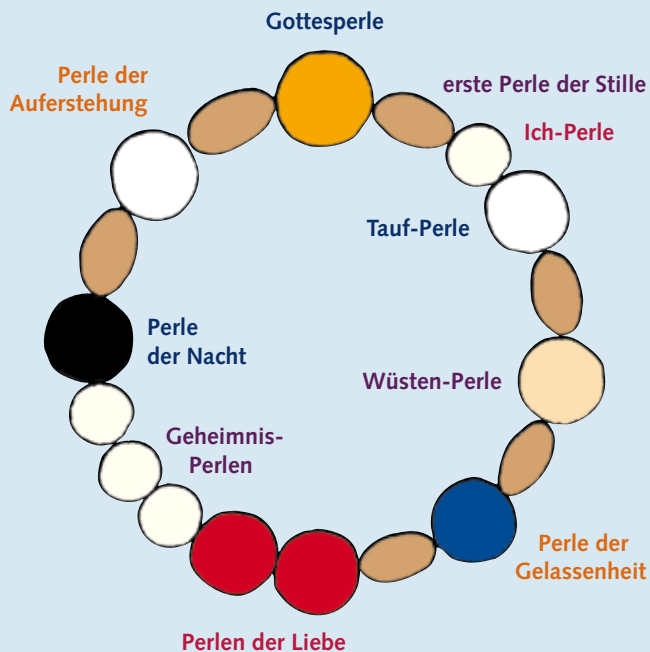 Gottesperle
Perle der
Auferstehung
erste Perle der Stille
Ich-Perle
Tauf-Perle
Perle
der Nacht
Wüsten-Perle
Geheimnis-
Perlen
Perle der
Gelassenheit
Perlen der Liebe